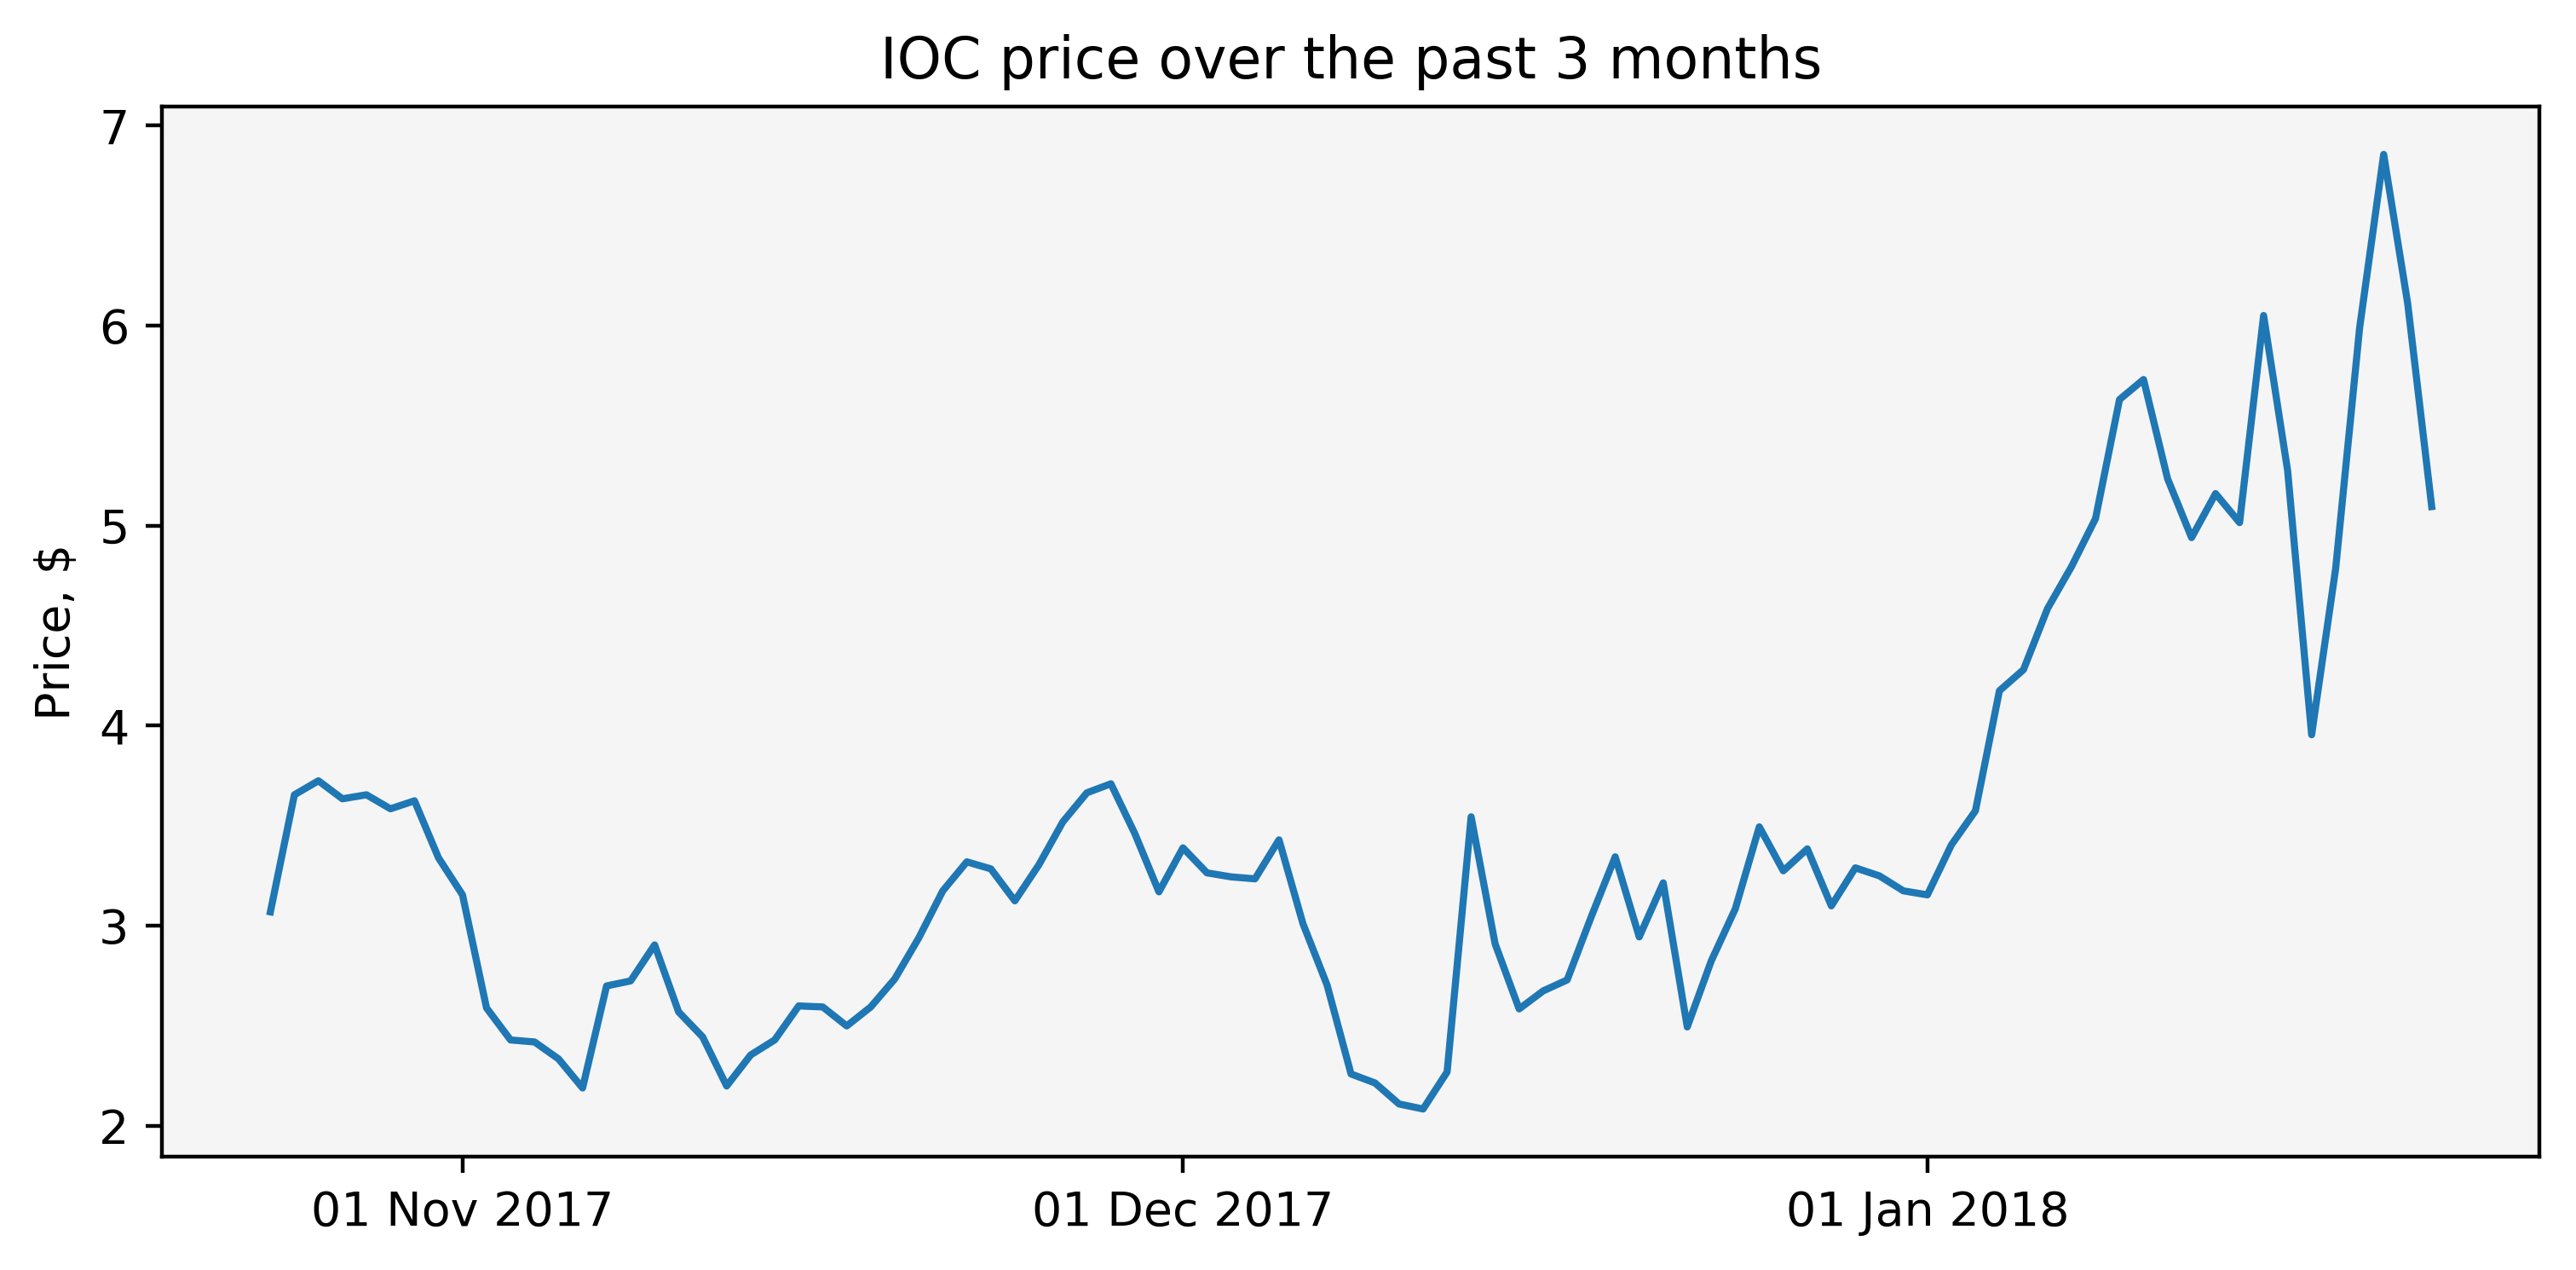 IOC price over the past 3 months
7
6
5
4
3
2
Price, $
01 Nov 2017
01 Dec 2017
01 Jan 2018